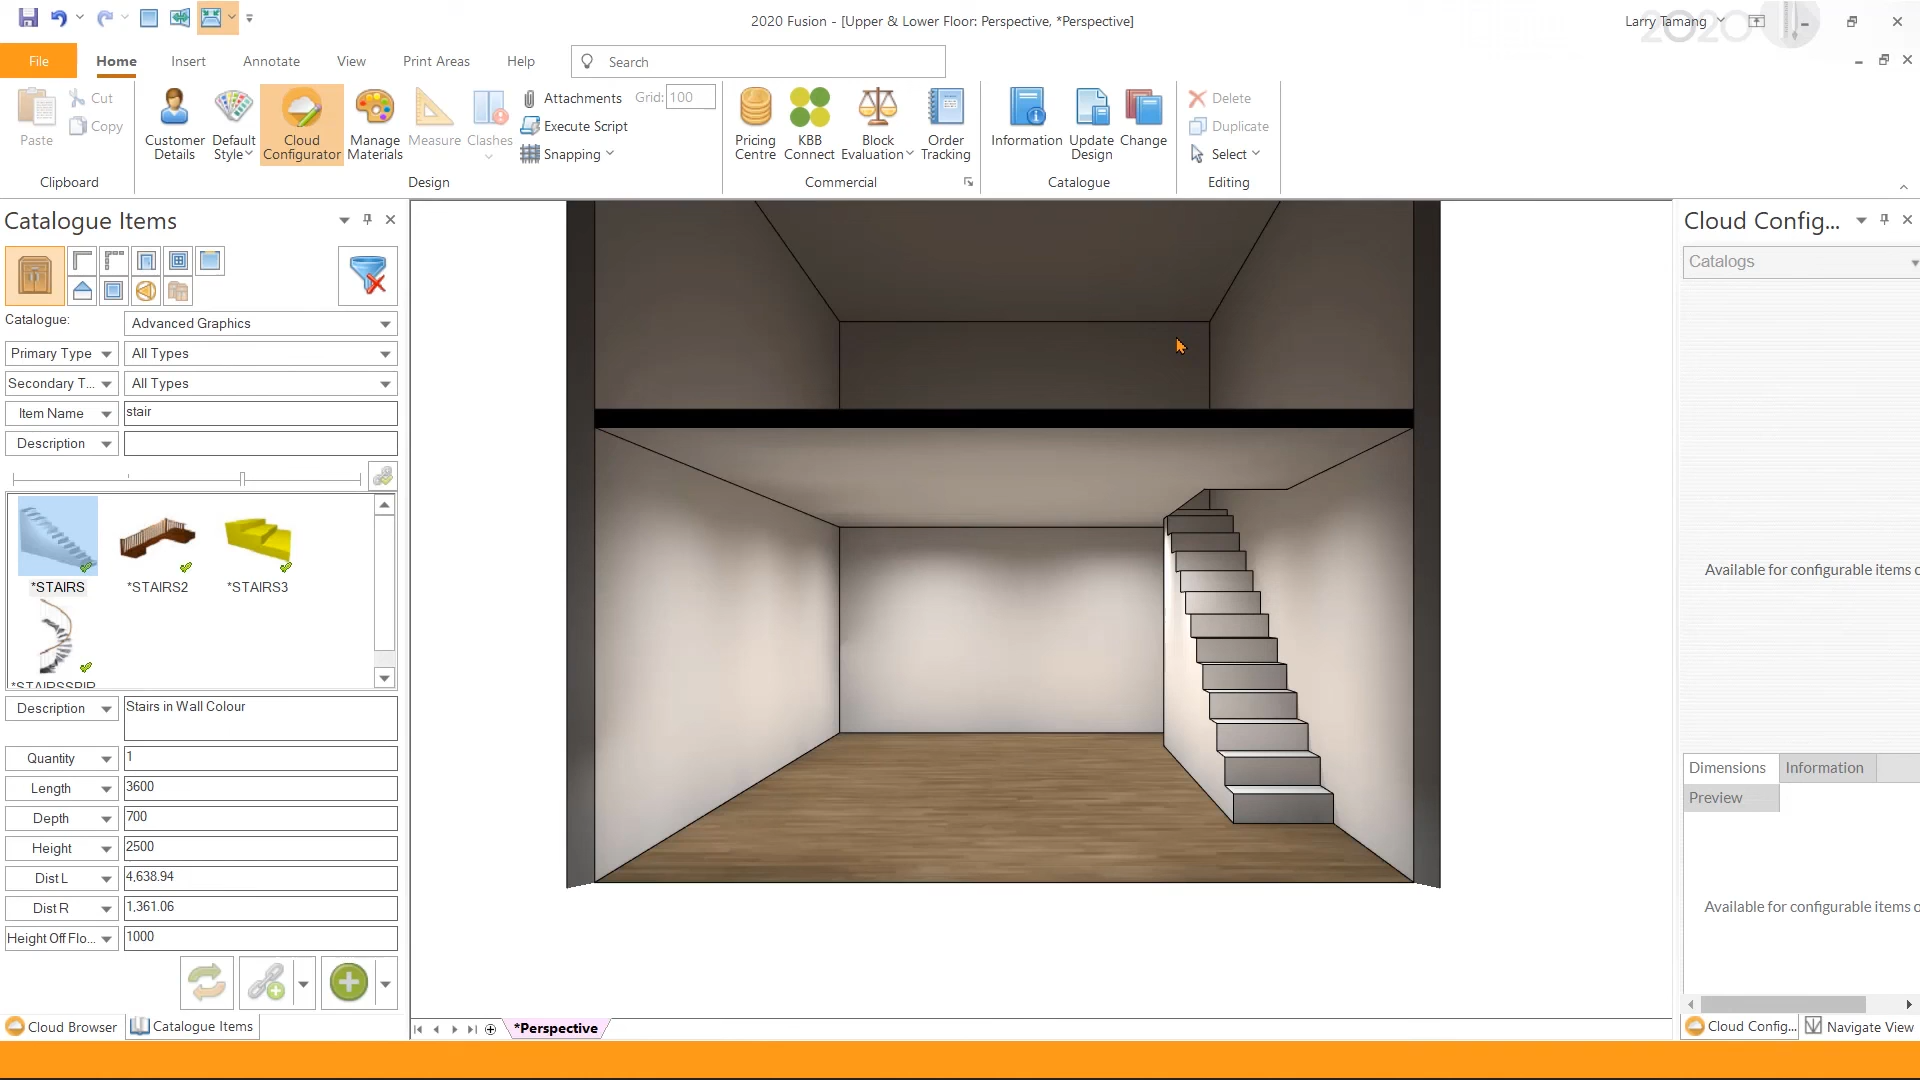 2020 Fusion - [Upper & Lower Floor: Perspective, *Perspective]
Larry Tamang
2020
File
Home
Insert
Annotate
View
Print Areas
Help
Search
Paste
Cut
Copy
Clipboard
Customer
Details
Default
Style
Cloud
Configurator
Manage
Materials
Measure
Clashes
Attachments
Grid:
100
Execute Script
Snapping
Design
Pricing
Centre
KBB
Connect
Block
Evaluation
Order
Tracking
Commercial
Information
Update
Design
Change
Catalogue
Delete
Duplicate
Select
Editing
Catalogue Items
Catalogue:
Advanced Graphics
Primary Type
All Types
Secondary T...
All Types
Item Name
stair
Description
*STAIRS
*STAIRS2
*STAIRS3
*STAIRSSPIR
Description
Stairs in Wall Colour
Quantity
1
Length
3600
Depth
700
Height
2500
Dist L
4,638.94
Dist R
1,361.06
Height Off Flo...
1000
Cloud Browser
Catalogue Items
*Perspective
Cloud Config...
Catalogs
Available for configurable items o
Dimensions
Information
Preview
Available for configurable items o
Cloud Config...
Navigate View